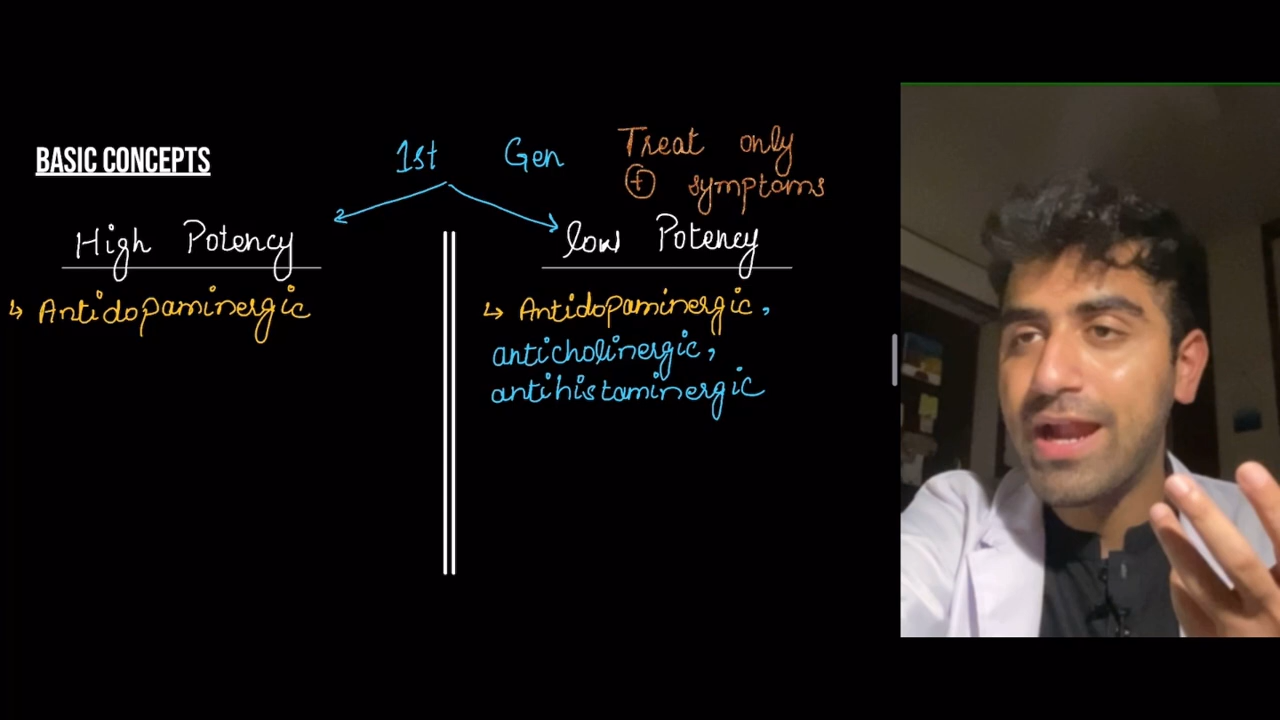 BASIC CONCEPTS
1st Gen
Treat only
⊕ symptoms
High Potency
↳ Antidopaminergic
low Potency
↳ Antidopaminergic,
anticholinergic,
antihistaminergic